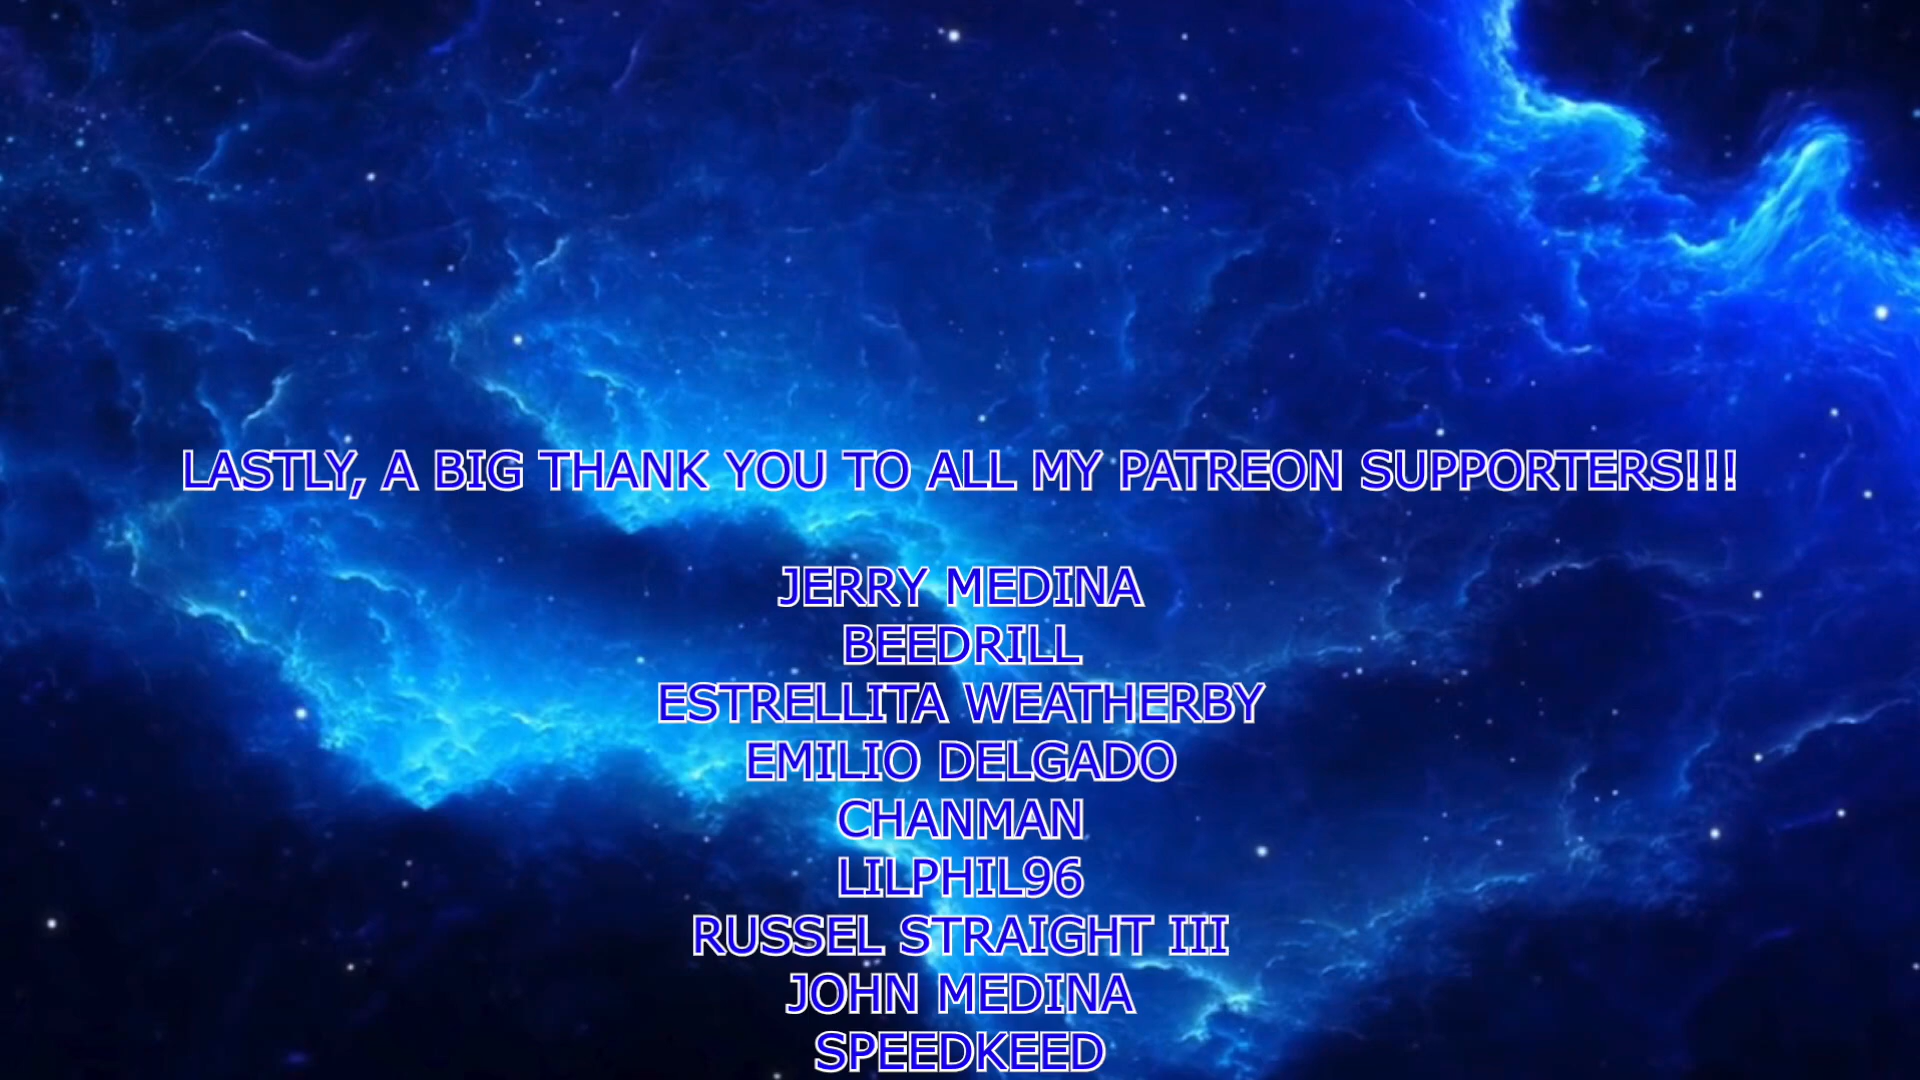 LASTLY, A BIG THANK YOU TO ALL MY PATREON SUPPORTERS!!!
JERRY MEDINA
BEEDRILL
ESTRELLITA WEATHERBY
EMILIO DELGADO
CHANMAN
LILPHIL96
RUSSEL STRAIGHT III
JOHN MEDINA
SPEEDKEED